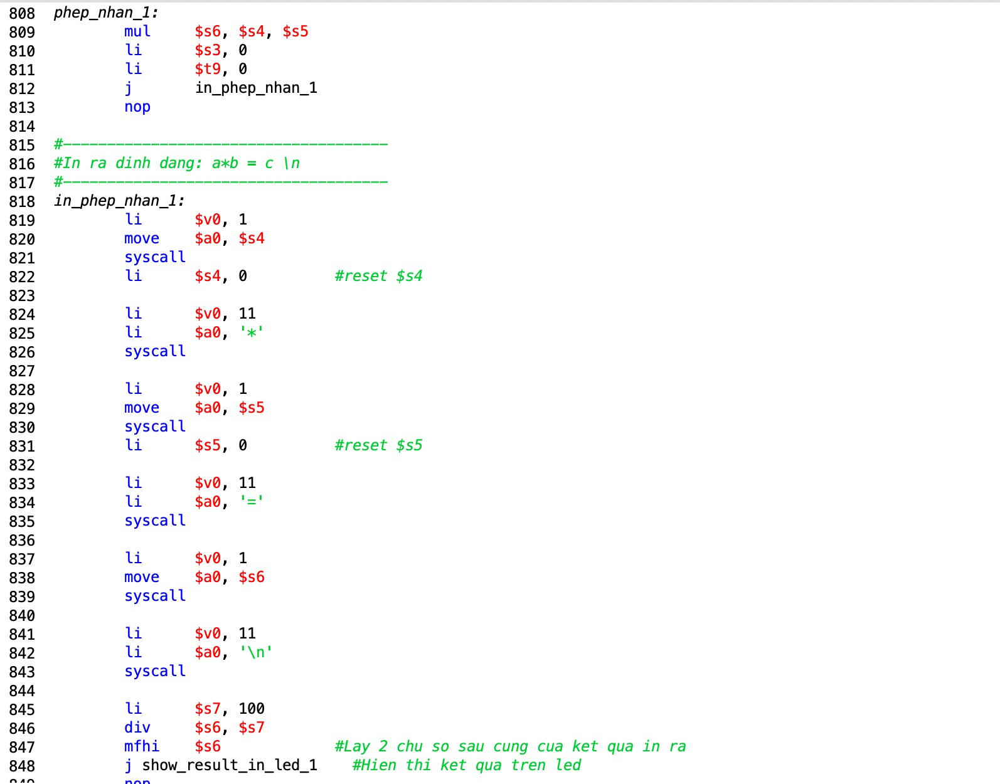 808 phep_nhan_1:
809 mul $s6, $s4, $s5
810 li $s3, 0
811 li $t9, 0
812 j in_phep_nhan_1
813 nop
814
815 #-------------------------------------
816 #In ra dinh dang: a*b = c \n
817 #-------------------------------------
818 in_phep_nhan_1:
819 li $v0, 1
820 move $a0, $s4
821 syscall
822 li $s4, 0 #reset $s4
823
824 li $v0, 11
825 li $a0, '*'
826 syscall
827
828 li $v0, 1
829 move $a0, $s5
830 syscall
831 li $s5, 0 #reset $s5
832
833 li $v0, 11
834 li $a0, '='
835 syscall
836
837 li $v0, 1
838 move $a0, $s6
839 syscall
840
841 li $v0, 11
842 li $a0, '\n'
843 syscall
844
845 li $s7, 100
846 div $s6, $s7
847 mfhi $s6 #Lay 2 chu so sau cung cua ket qua in ra
848 j show_result_in_led_1 #Hien thi ket qua tren led
849 nop